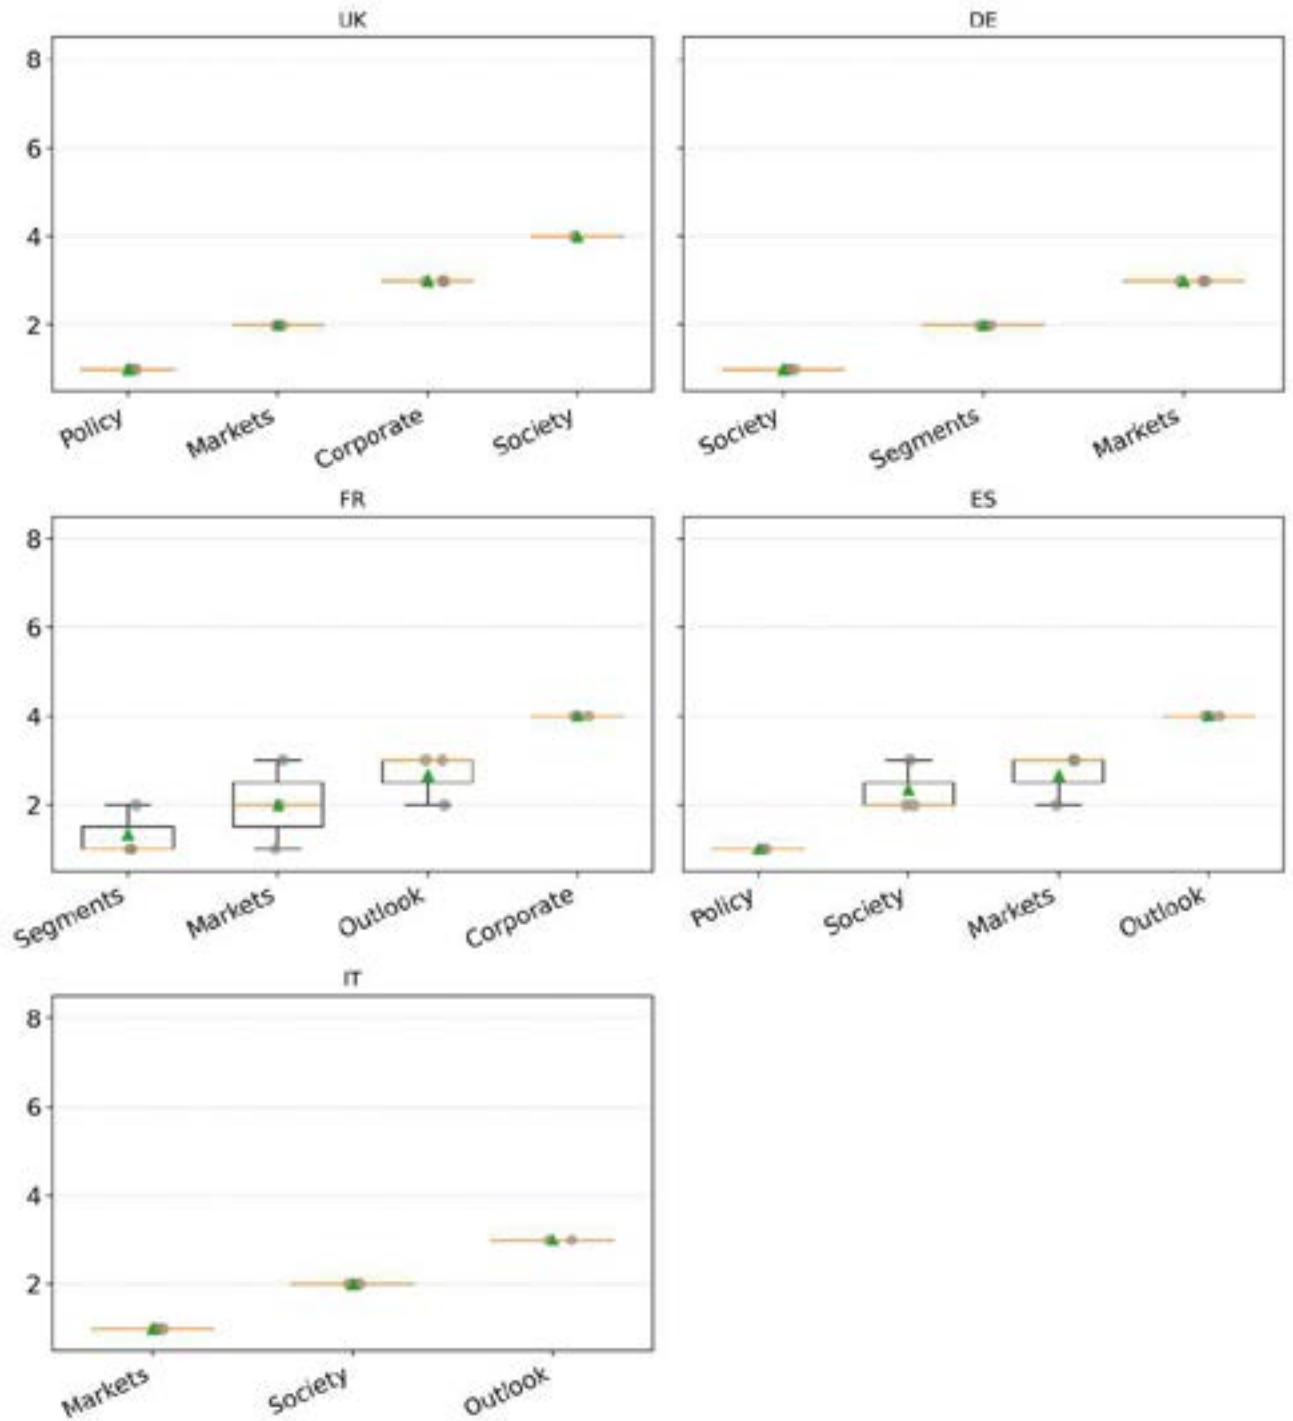 UK
8
6
4
2
Policy
Markets
Corporate
Society
DE
Society
Segments
Markets
FR
8
6
4
2
Segments
Markets
Outlook
Corporate
ES
Policy
Society
Markets
Outlook
IT
8
6
4
2
Markets
Society
Outlook